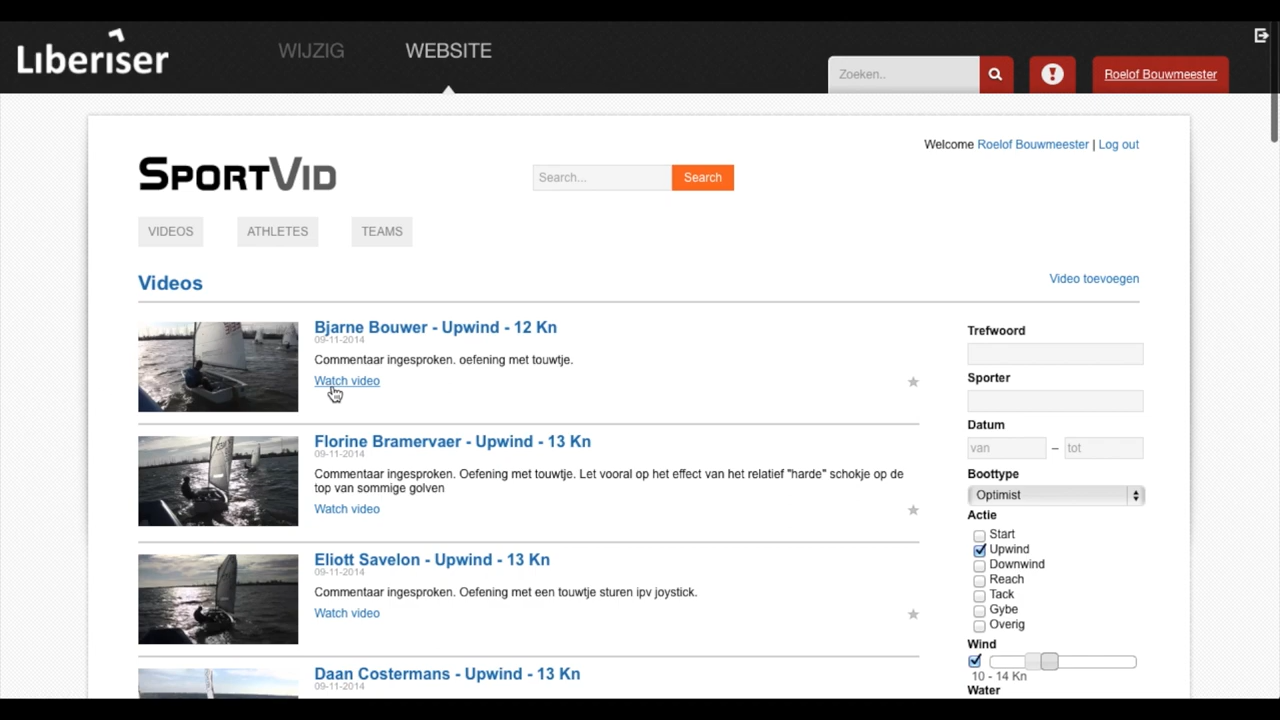 Liberiser
WIJZIG
WEBSITE
Zoeken..
Roelof Bouwmeester
Welcome Roelof Bouwmeester | Log out
SPORTVID
Search...
Search
VIDEOS
ATHLETES
TEAMS
Videos
Video toevoegen
Bjarne Bouwer - Upwind - 12 Kn
09-11-2014
Commentaar ingesproken. oefening met touwtje.
Watch video
Florine Bramervaer - Upwind - 13 Kn
09-11-2014
Commentaar ingesproken. Oefening met touwtje. Let vooral op het effect van het relatief "harde" schokje op de
top van sommige golven
Watch video
Eliott Savelon - Upwind - 13 Kn
09-11-2014
Commentaar ingesproken. Oefening met een touwtje sturen ipv joystick.
Watch video
Daan Costermans - Upwind - 13 Kn
09-11-2014
Trefwoord
Sporter
Datum
van – tot
Boottype
Optimist
Actie
Start
Upwind
Downwind
Reach
Tack
Gybe
Overig
Wind
10 - 14 Kn
Water